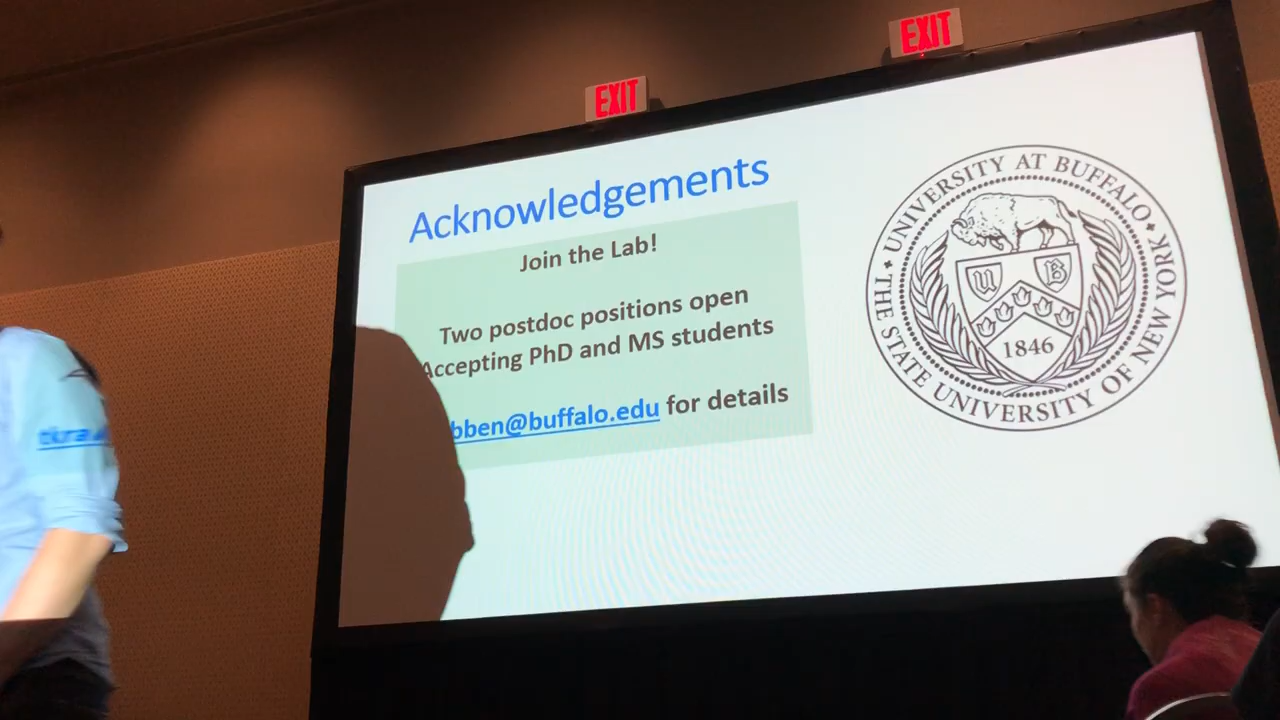 EXIT
EXIT
Acknowledgements
Join the Lab!
Two postdoc positions open
Accepting PhD and MS students
bben@buffalo.edu for details
UNIVERSITY AT BUFFALO
THE STATE UNIVERSITY OF NEW YORK
U B
1846
tkra